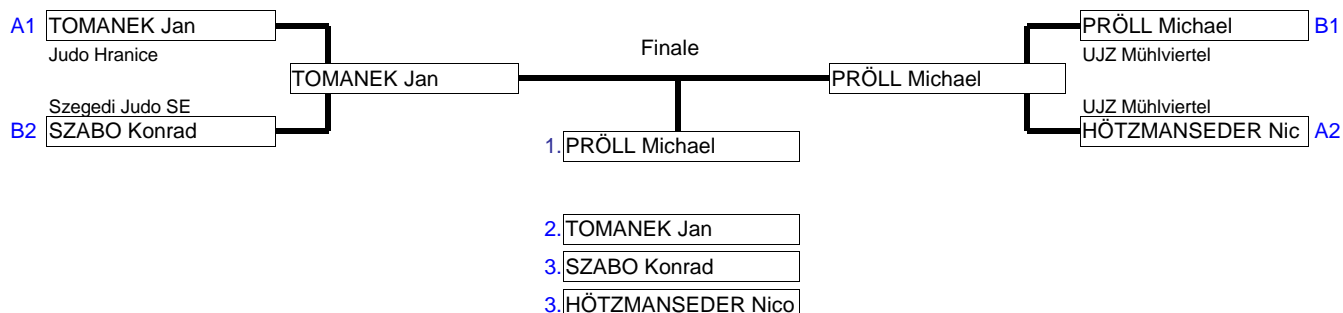 A1 TOMANEK Jan
Judo Hranice
TOMANEK Jan
Szegedi Judo SE
B2 SZABO Konrad
Finale
PRÖLL Michael B1
UJZ Mühlviertel
PRÖLL Michael
UJZ Mühlviertel
HÖTZMANSEDER Nic A2
1. PRÖLL Michael
2. TOMANEK Jan
3. SZABO Konrad
3. HÖTZMANSEDER Nico